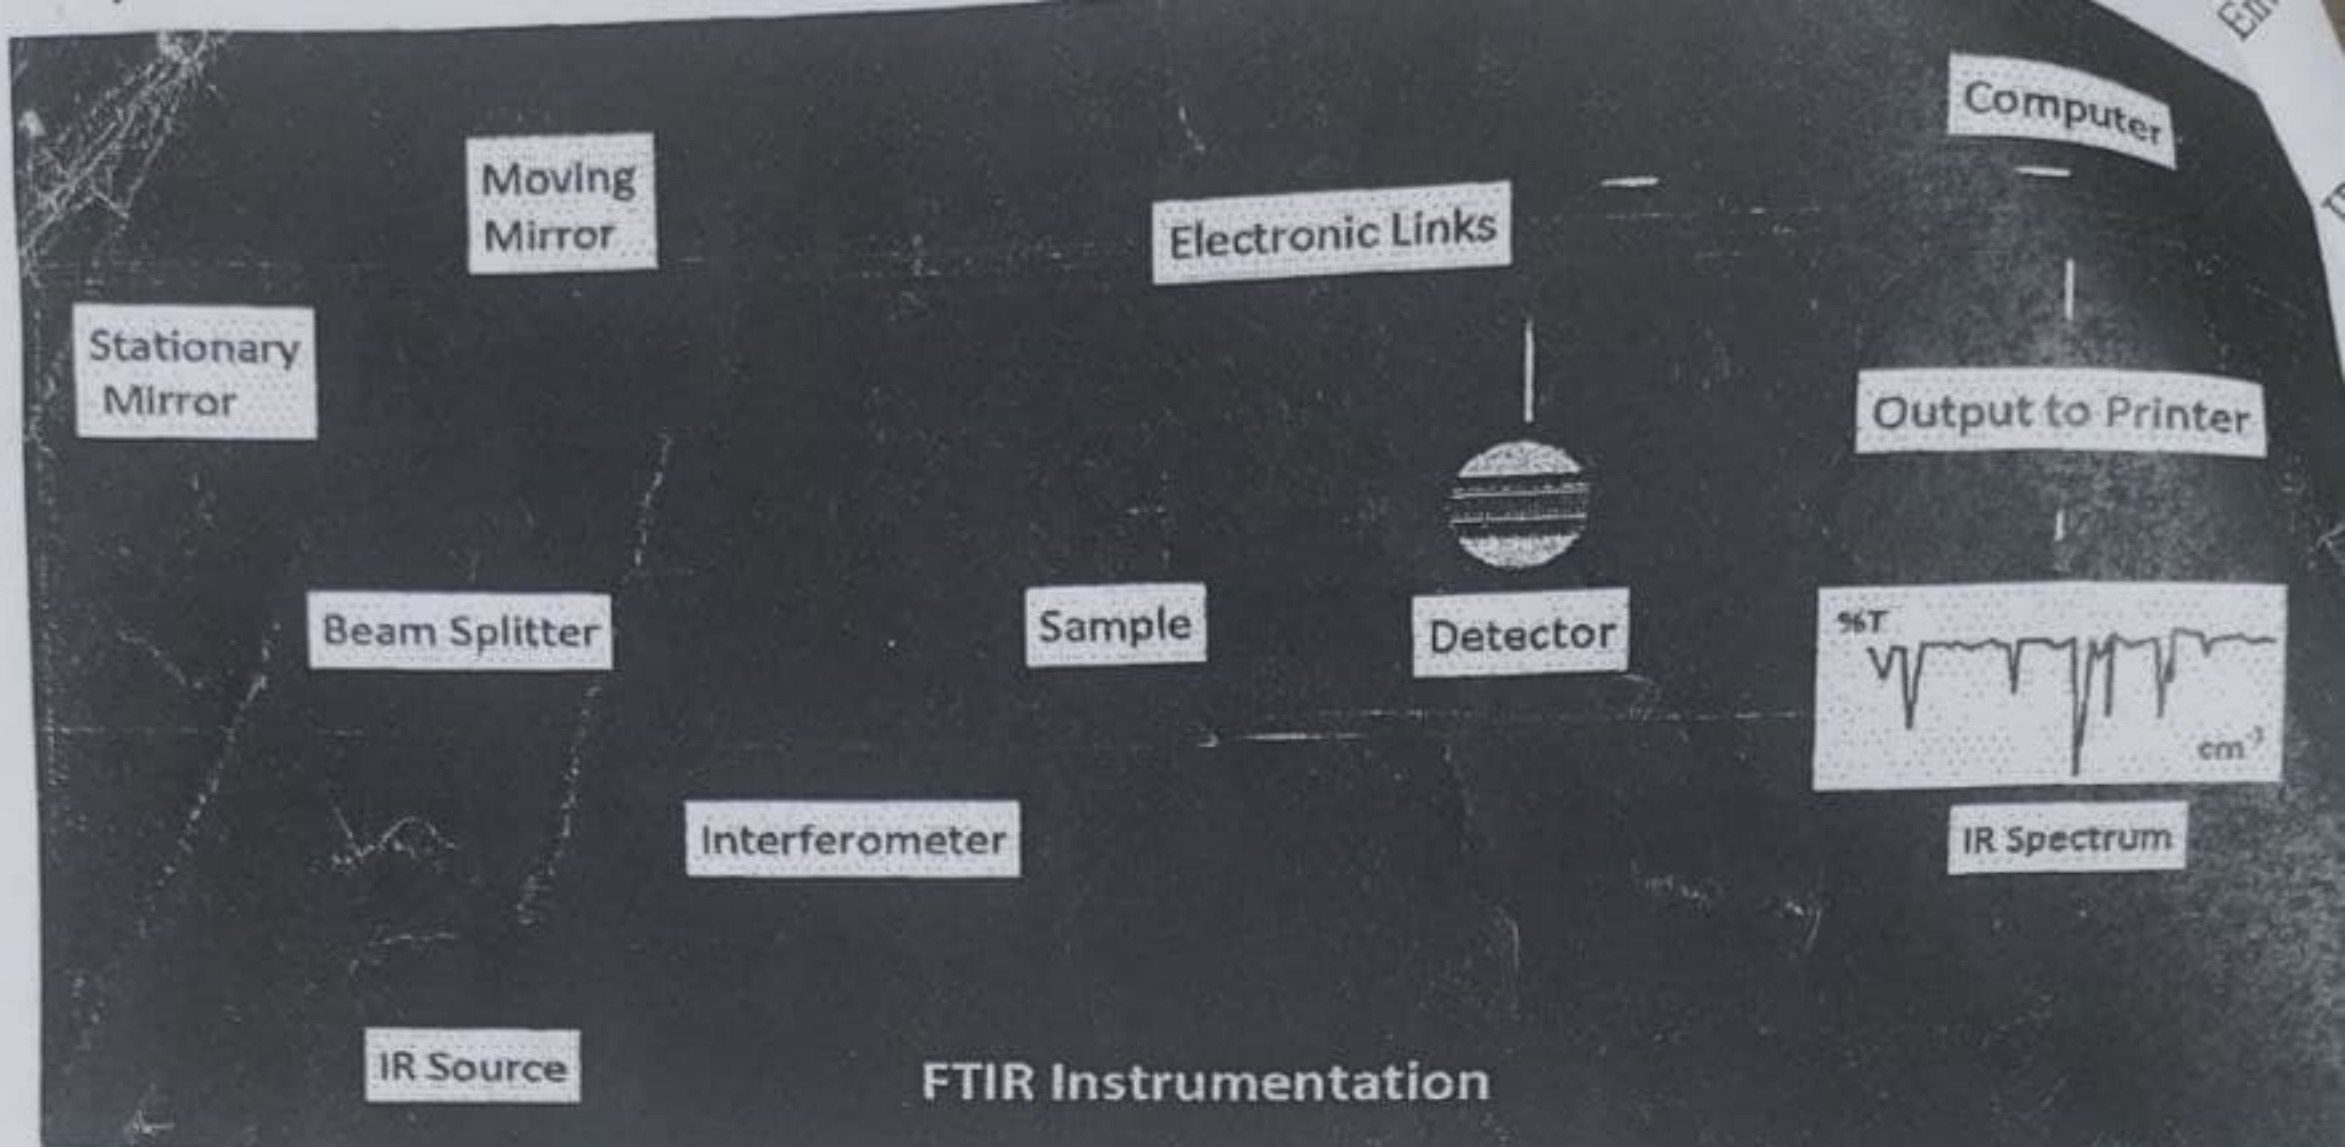 Computer
Moving
Mirror
Electronic Links
Stationary
Mirror
Output to Printer
Beam Splitter
Sample
Detector
%T
cm⁻¹
Interferometer
IR Spectrum
IR Source
FTIR Instrumentation